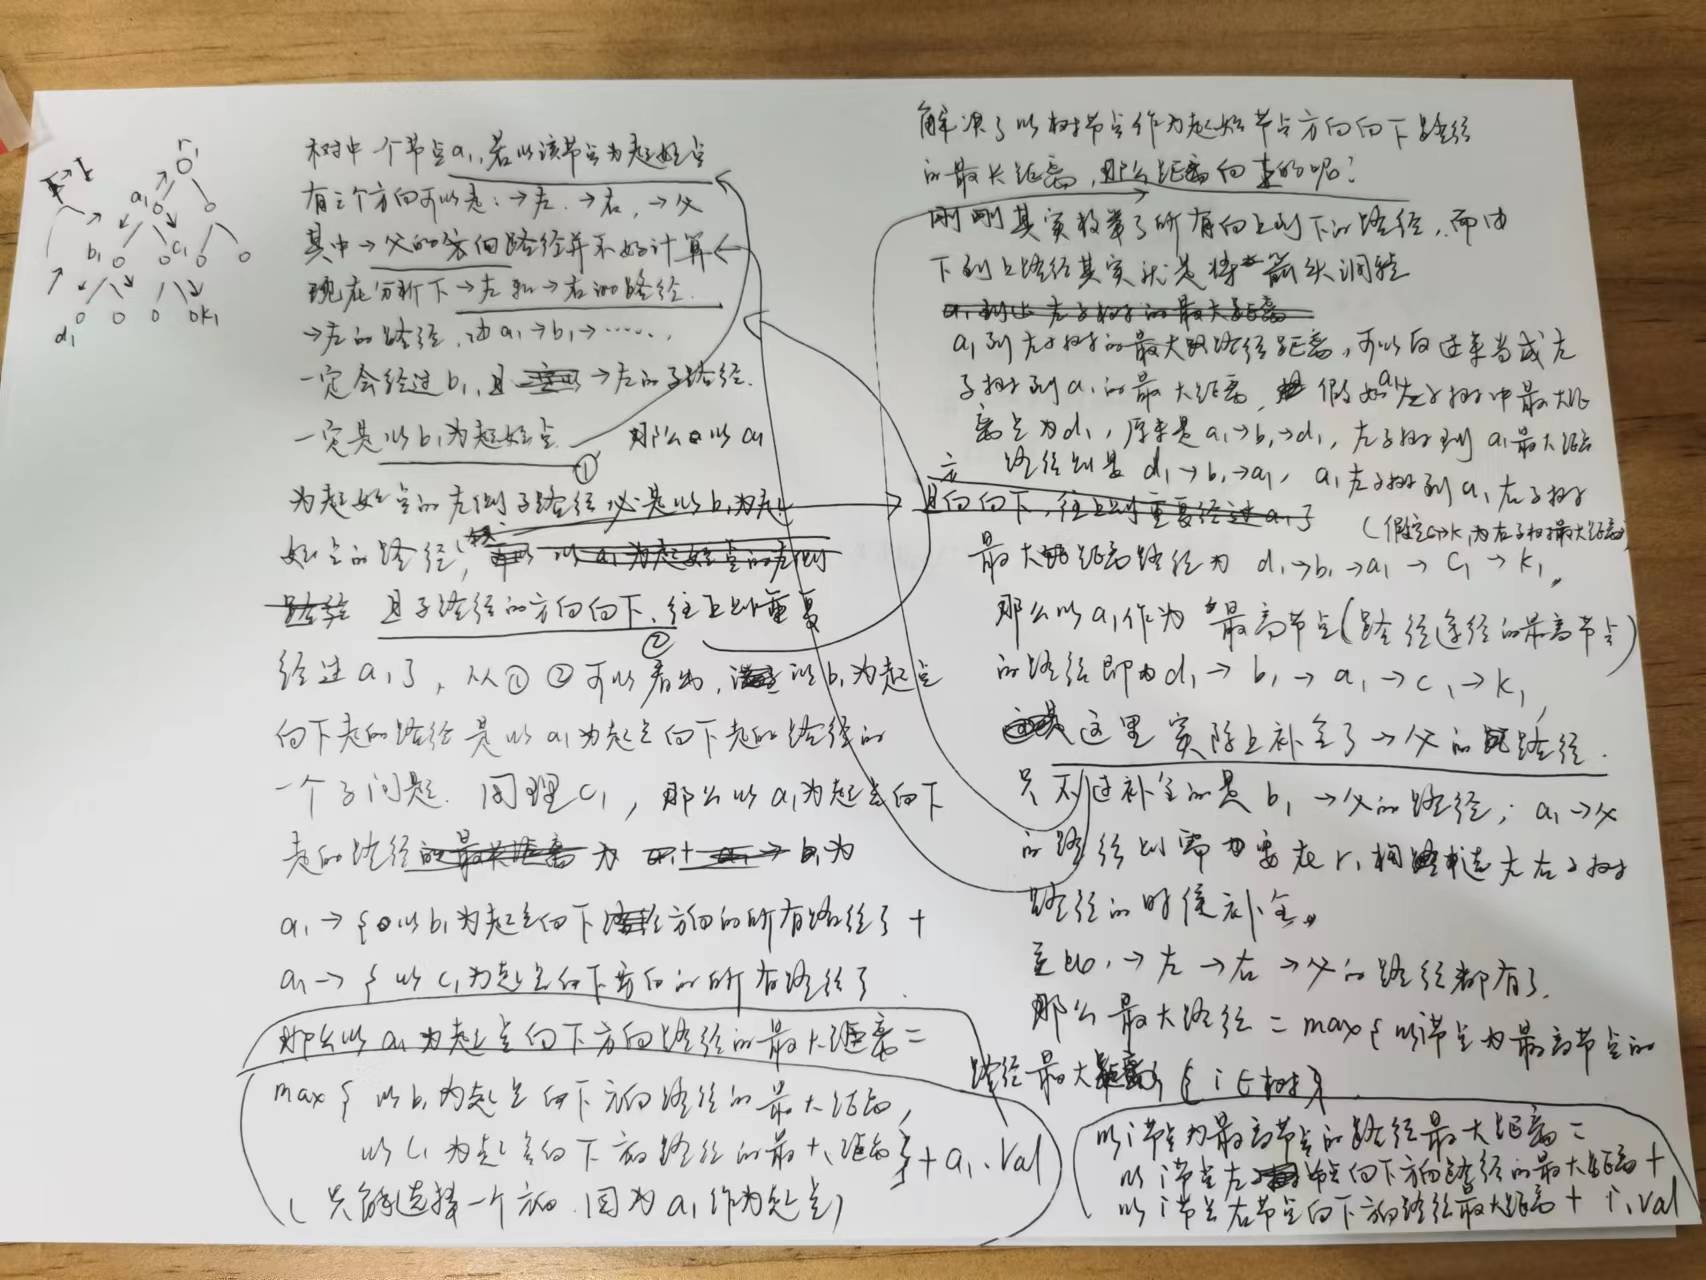 r₁
a₁
b₁
c₁
d₁
k₁
树中一个节点a₁,若以该节点为起始点
有三个方向可以走:→左.→右,→父
其中→父的方向路径并不好计算
现在分析下→左和→右的路径.
→左的路径,由a₁→b₁→……,
一定会经过b₁,且→左的子路径.
一定是以b₁为起始点 那么以a₁
①
为起始点的左侧子路径必是以b₁为起
始点的路径,
且子路径的方向向下,往上则重复
②
经过a₁了,从①②可以看出,以b₁为起点
向下走的路径是以a₁为起点向下走的路径的
一个子问题.同理c₁,那么以a₁为起点向下
走的路径为
a₁→{以b₁为起点向下方向的所有路径}+
a₁→{以c₁为起点向下方向的所有路径}.
那么以a₁为起点向下方向路径的最大距离=
max{以b₁为起点向下方向路径的最大距离,
以c₁为起点向下方向路径的最大距离}+a₁.val
(只能选择一个方向.因为a₁作为起点)
解决了以树节点作为起始节点方向向下路径
的最长距离,那么距离向上的呢?
刚刚其实枚举了所有向上到下的路径,而由
下到上路径其实就是将箭头调转
a₁到左子树的最大路径距离,可以反过来当成左
子树到a₁的最大距离,假如a₁左子树中最大距
离点为d₁,原来是a₁→b₁→d₁,左子树到a₁最大距离
路径则是d₁→b₁→a₁,a₁左子树到a₁右子树
(假定c₁→k₁为右子树最大距离)
最大距离路径为d₁→b₁→a₁→c₁→k₁,
那么以a₁作为最高节点(路径途径的最高节点)
的路径即为d₁→b₁→a₁→c₁→k₁,
这里实际上补全了→父的路径.
只不过补全的是b₁→父的路径;a₁→父
的路径则需要在r₁构造左右子树
路径的时候补全。
至此,→左→右→父的路径都有了.
那么最大路径=max{以i节点为最高节点的
路径最大距离}{i∈树}
以i节点为最高节点的路径最大距离=
以i节点左节点向下方向路径的最大距离+
以i节点右节点向下方向路径最大距离+i.val